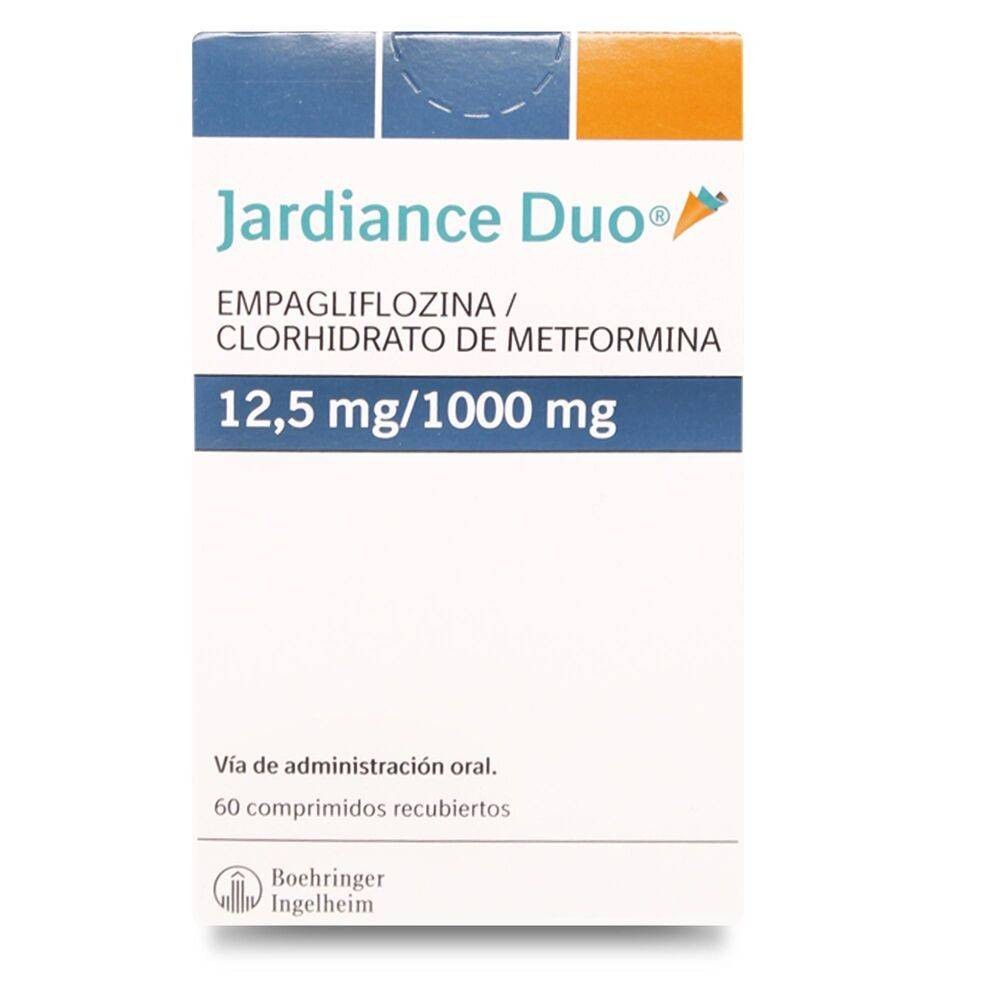 Jardiance Duo®
EMPAGLIFLOZINA /
CLORHIDRATO DE METFORMINA
12,5 mg/1000 mg
Vía de administración oral.
60 comprimidos recubiertos
Boehringer
Ingelheim